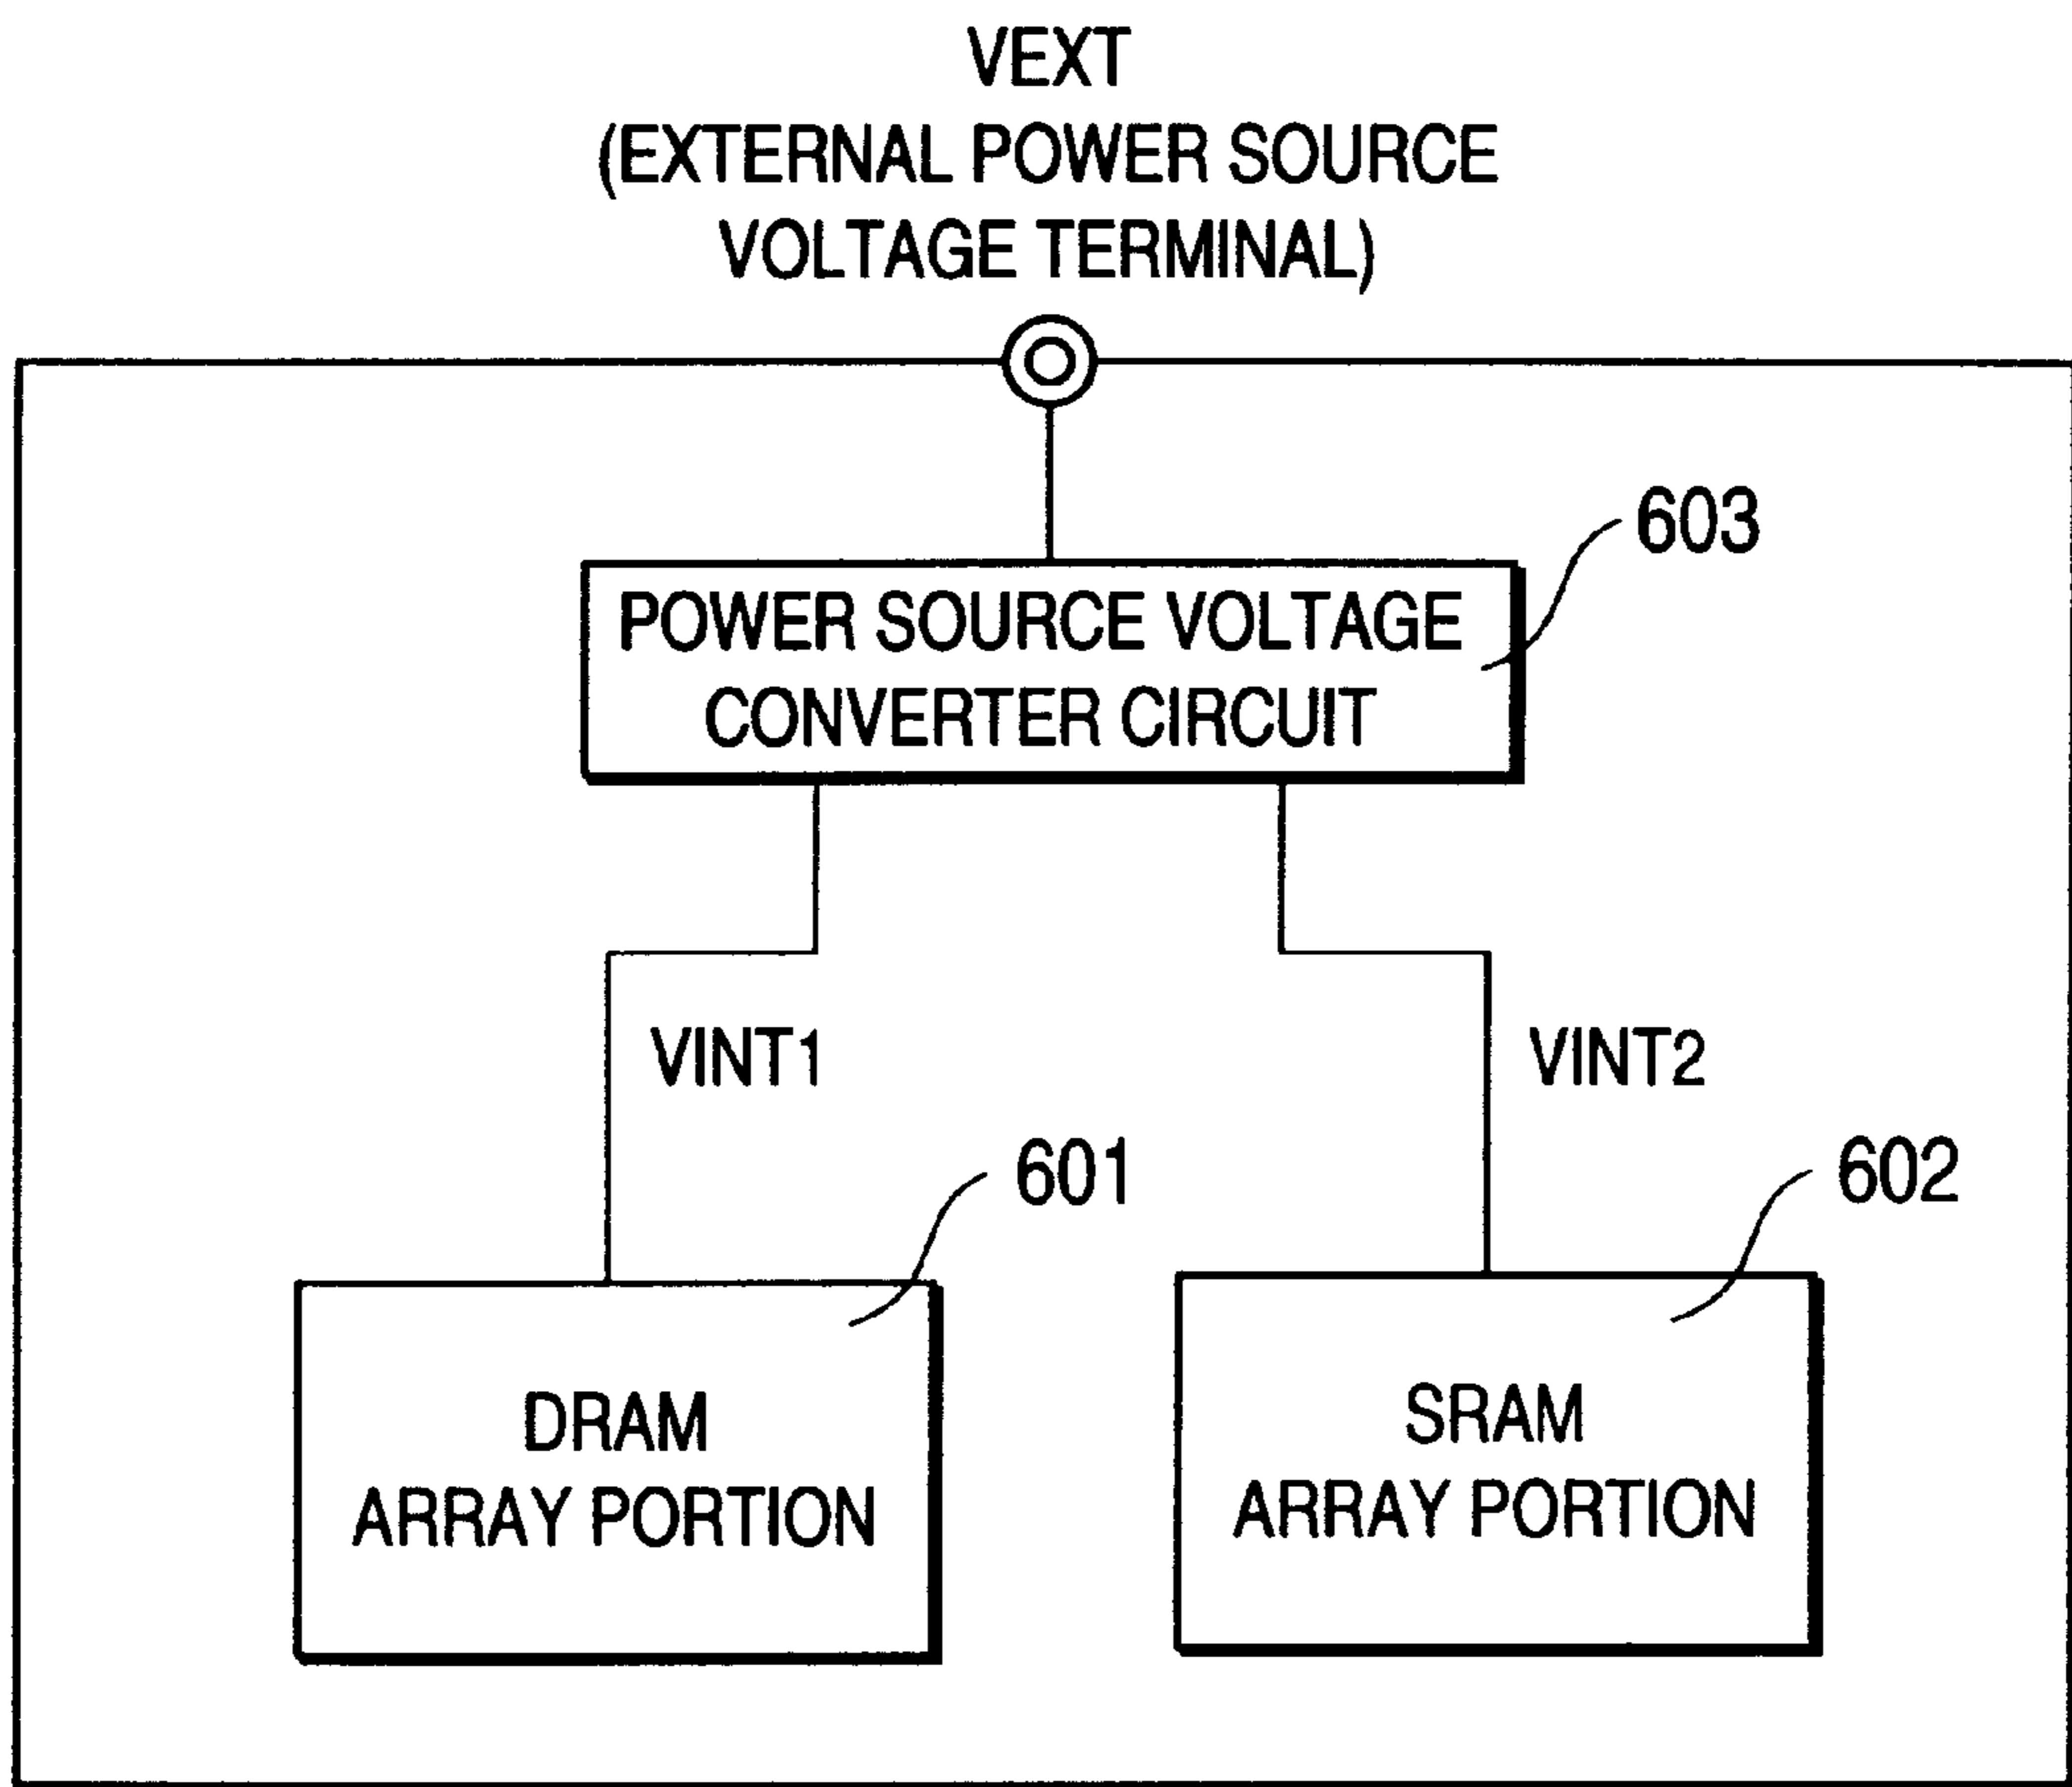 VEXT
(EXTERNAL POWER SOURCE
VOLTAGE TERMINAL)
603
POWER SOURCE VOLTAGE
CONVERTER CIRCUIT
VINT1
VINT2
601
602
DRAM
ARRAY PORTION
SRAM
ARRAY PORTION